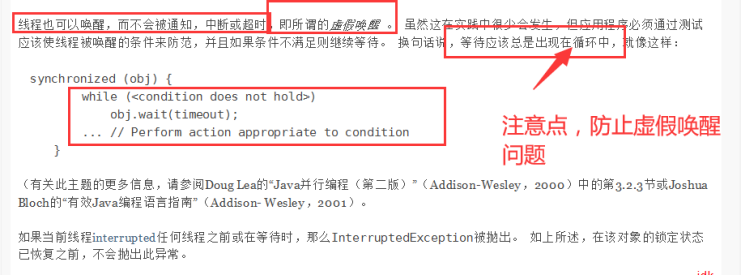 线程也可以唤醒，而不会被通知，中断或超时，即所谓的虚假唤醒 。 虽然这在实践中很少会发生，但应用程序必须通过测试
应该使线程被唤醒的条件来防范，并且如果条件不满足则继续等待。 换句话说，等待应该总是出现在循环中，就像这样：
synchronized (obj) {
while (<condition does not hold>)
obj.wait(timeout);
... // Perform action appropriate to condition
}
注意点，防止虚假唤醒
问题
（有关此主题的更多信息，请参阅Doug Lea的“Java并行编程（第二版）”（Addison-Wesley，2000）中的第3.2.3节或Joshua
Bloch的“有效Java编程语言指南”（Addison- Wesley，2001）。
如果当前线程interrupted任何线程之前或在等待时，那么InterruptedException被抛出。 如上所述，在该对象的锁定状态
已恢复之前，不会抛出此异常。